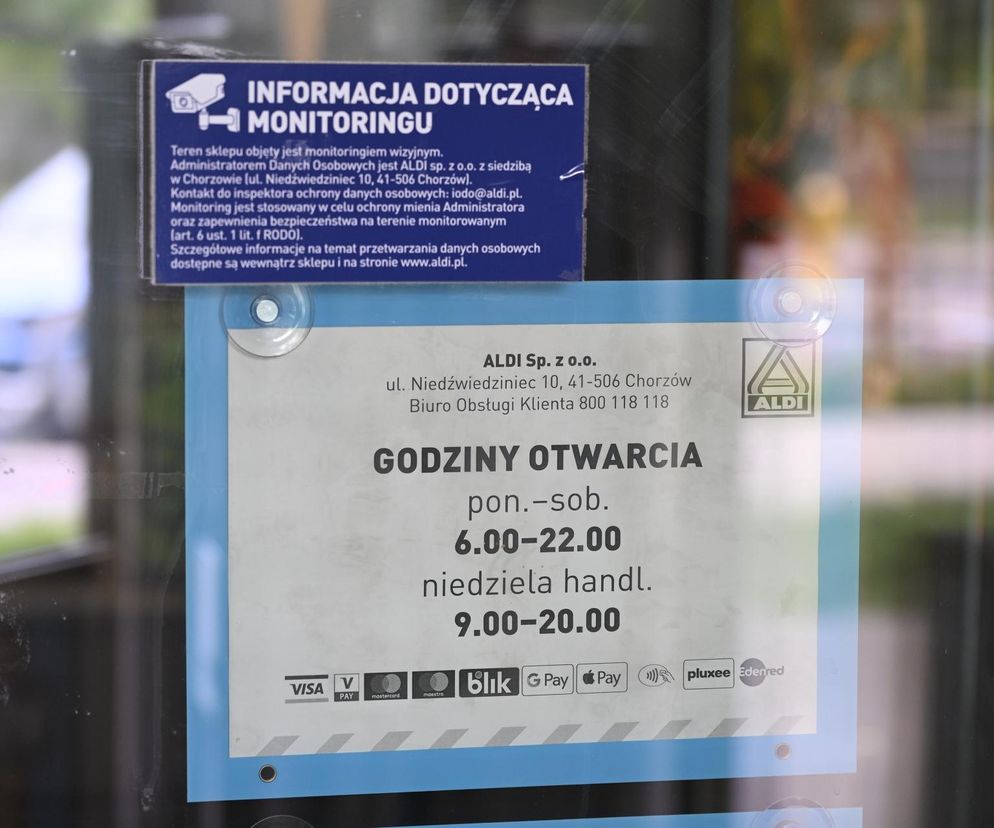 INFORMACJA DOTYCZĄCA
MONITORINGU
Teren sklepu objęty jest monitoringiem wizyjnym.
Administratorem Danych Osobowych jest ALDI sp. z o.o. z siedzibą
w Chorzowie (ul. Niedźwiedziniec 10, 41-506 Chorzów).
Kontakt do inspektora ochrony danych osobowych: iodo@aldi.pl.
Monitoring jest stosowany w celu ochrony mienia Administratora
oraz zapewnienia bezpieczeństwa na terenie monitorowanym
(art. 6 ust. 1 lit. f RODO).
Szczegółowe informacje na temat przetwarzania danych osobowych
dostępne są wewnątrz sklepu i na stronie www.aldi.pl.
ALDI Sp. z o.o.
ul. Niedźwiedziniec 10, 41-506 Chorzów
Biuro Obsługi Klienta 800 118 118
ALDI
GODZINY OTWARCIA
pon.–sob.
6.00–22.00
niedziela handl.
9.00–20.00
VISA V PAY mastercard maestro blik G Pay Pay pluxee Edenred